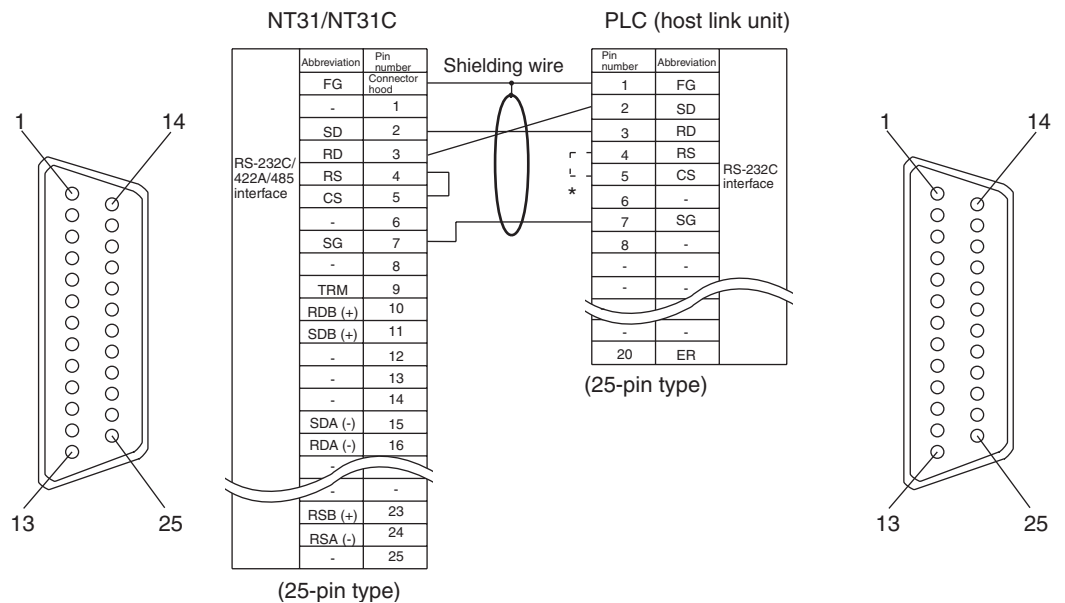 NT31/NT31C
PLC (host link unit)
Abbreviation Pin number
FG Connector hood
- 1
SD 2
RD 3
RS 4
CS 5
- 6
SG 7
- 8
TRM 9
RDB (+) 10
SDB (+) 11
- 12
- 13
- 14
SDA (-) 15
RDA (-) 16
-
- -
RSB (+) 23
RSA (-) 24
- 25
RS-232C/
422A/485
interface
(25-pin type)
Shielding wire
*
Pin number Abbreviation
1 FG
2 SD
3 RD
4 RS
5 CS
6 -
7 SG
8 -
- -
- -
-
- -
20 ER
RS-232C
interface
(25-pin type)
1 14
13 25
1 14
13 25